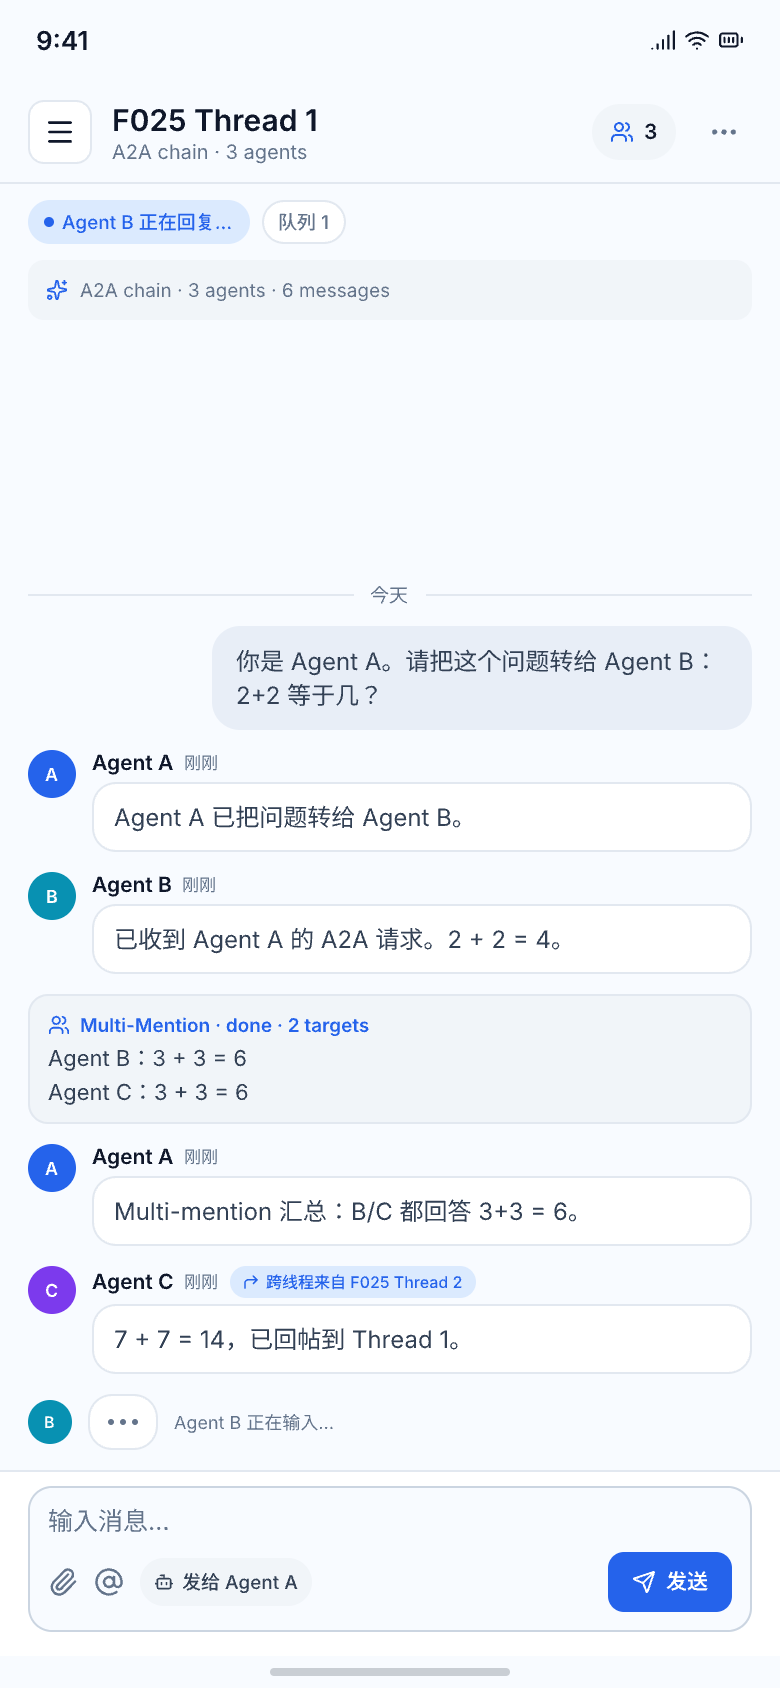 9:41
F025 Thread 1
A2A chain · 3 agents
3
Agent B 正在回复...
队列 1
A2A chain · 3 agents · 6 messages
今天
你是 Agent A。请把这个问题转给 Agent B：
2+2 等于几？
A
Agent A 刚刚
Agent A 已把问题转给 Agent B。
B
Agent B 刚刚
已收到 Agent A 的 A2A 请求。2 + 2 = 4。
Multi-Mention · done · 2 targets
Agent B：3 + 3 = 6
Agent C：3 + 3 = 6
A
Agent A 刚刚
Multi-mention 汇总：B/C 都回答 3+3 = 6。
C
Agent C 刚刚 跨线程来自 F025 Thread 2
7 + 7 = 14，已回帖到 Thread 1。
B
Agent B 正在输入...
输入消息...
发给 Agent A
发送